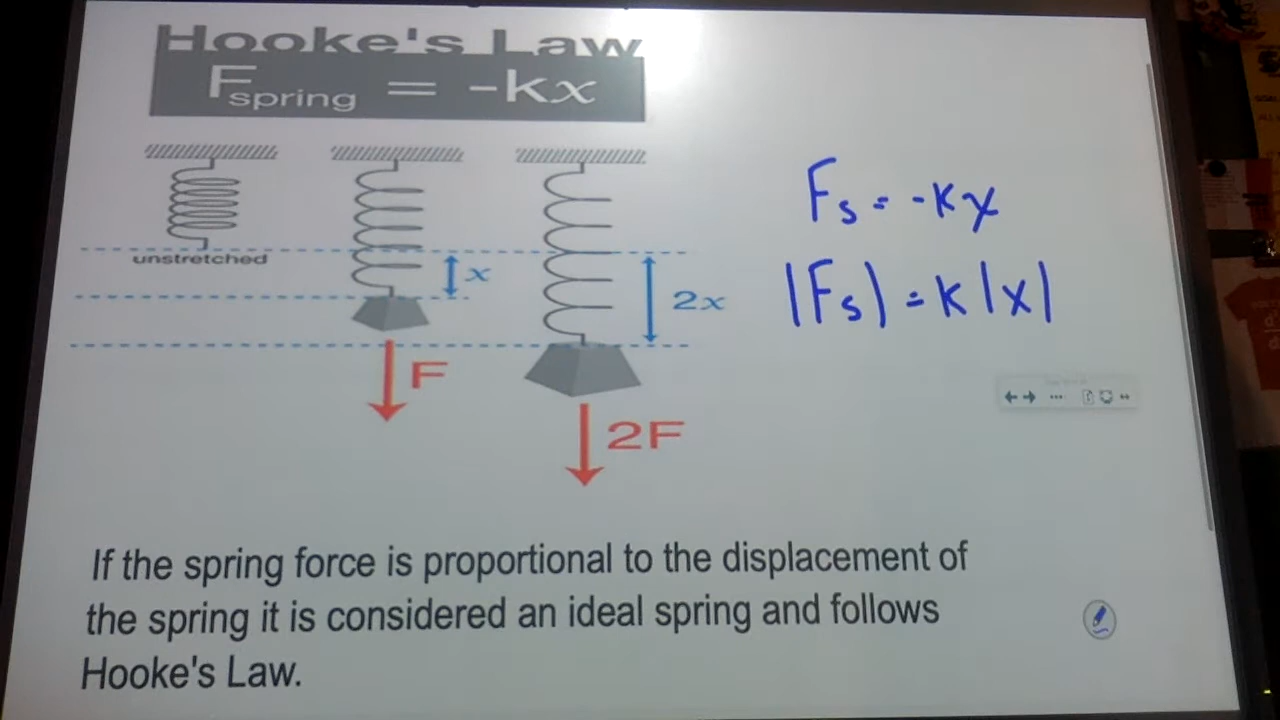 Hooke's Law
Fspring = -kx
unstretched
x
2x
F
2F
Fs = -kx
|Fs| = k|x|
If the spring force is proportional to the displacement of
the spring it is considered an ideal spring and follows
Hooke's Law.